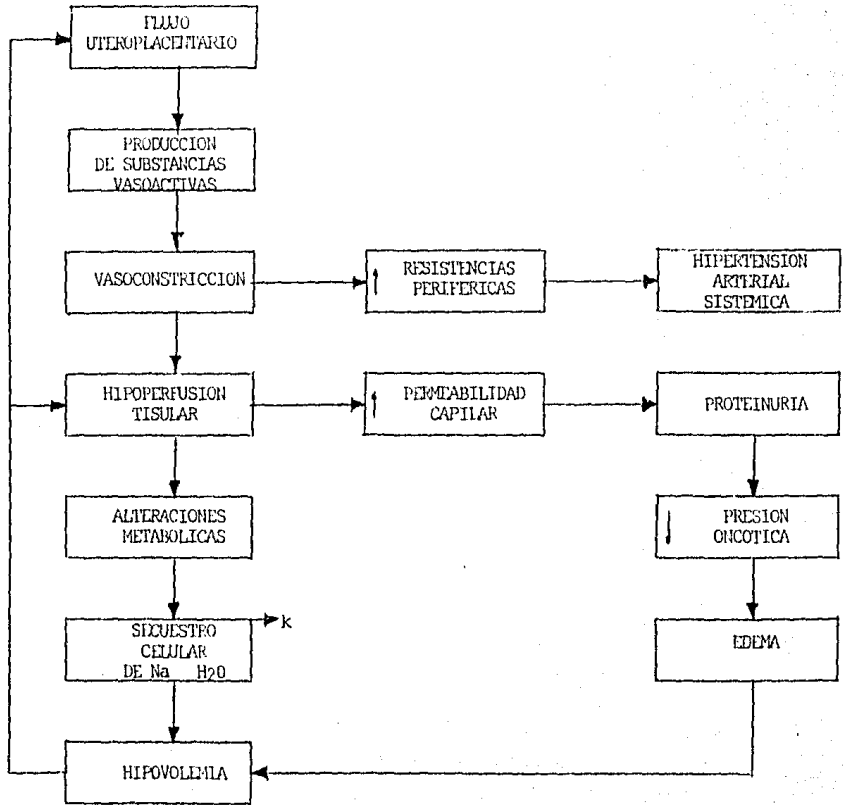 FLUJO
UTEROPLACENTARIO
PRODUCCION
DE SUBSTANCIAS
VASOACTIVAS
VASOCONSTRICCION
↑ RESISTENCIAS
PERIFERICAS
HIPERTENSION
ARTERIAL
SISTEMICA
HIPOPERFUSION
TISULAR
↑ PERMEABILIDAD
CAPILAR
PROTEINURIA
ALTERACIONES
METABOLICAS
↓ PRESION
ONCOTICA
SECUESTRO
CELULAR
DE Na H2O
k
EDEMA
HIPOVOLEMIA